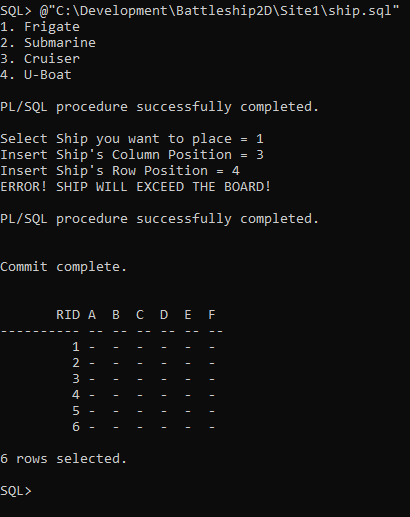 SQL> @"C:\Development\Battleship2D\Site1\ship.sql"
1. Frigate
2. Submarine
3. Cruiser
4. U-Boat
PL/SQL procedure successfully completed.
Select Ship you want to place = 1
Insert Ship's Column Position = 3
Insert Ship's Row Position = 4
ERROR! SHIP WILL EXCEED THE BOARD!
PL/SQL procedure successfully completed.
Commit complete.
RID A  B  C  D  E  F
---------- -- -- -- -- -- --
1 -  -  -  -  -  -
2 -  -  -  -  -  -
3 -  -  -  -  -  -
4 -  -  -  -  -  -
5 -  -  -  -  -  -
6 -  -  -  -  -  -
6 rows selected.
SQL>